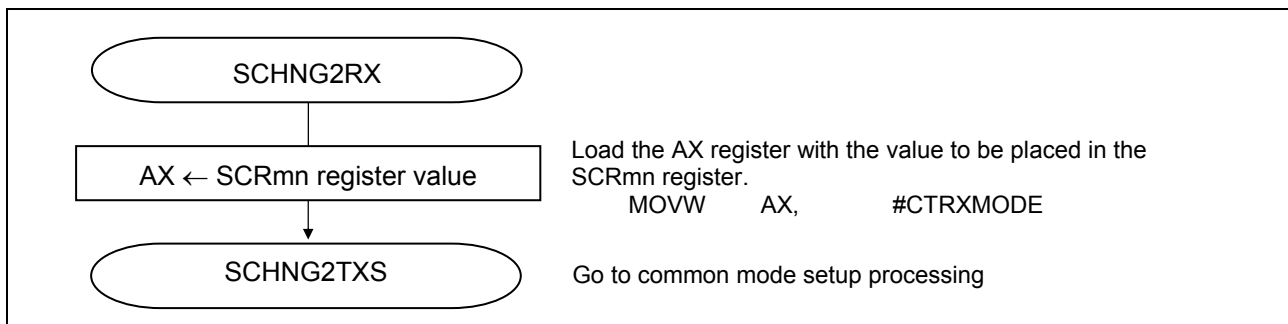 SCHNG2RX
AX ← SCRmn register value
Load the AX register with the value to be placed in the
SCRmn register.
MOVW AX, #CTRXMODE
SCHNG2TXS
Go to common mode setup processing